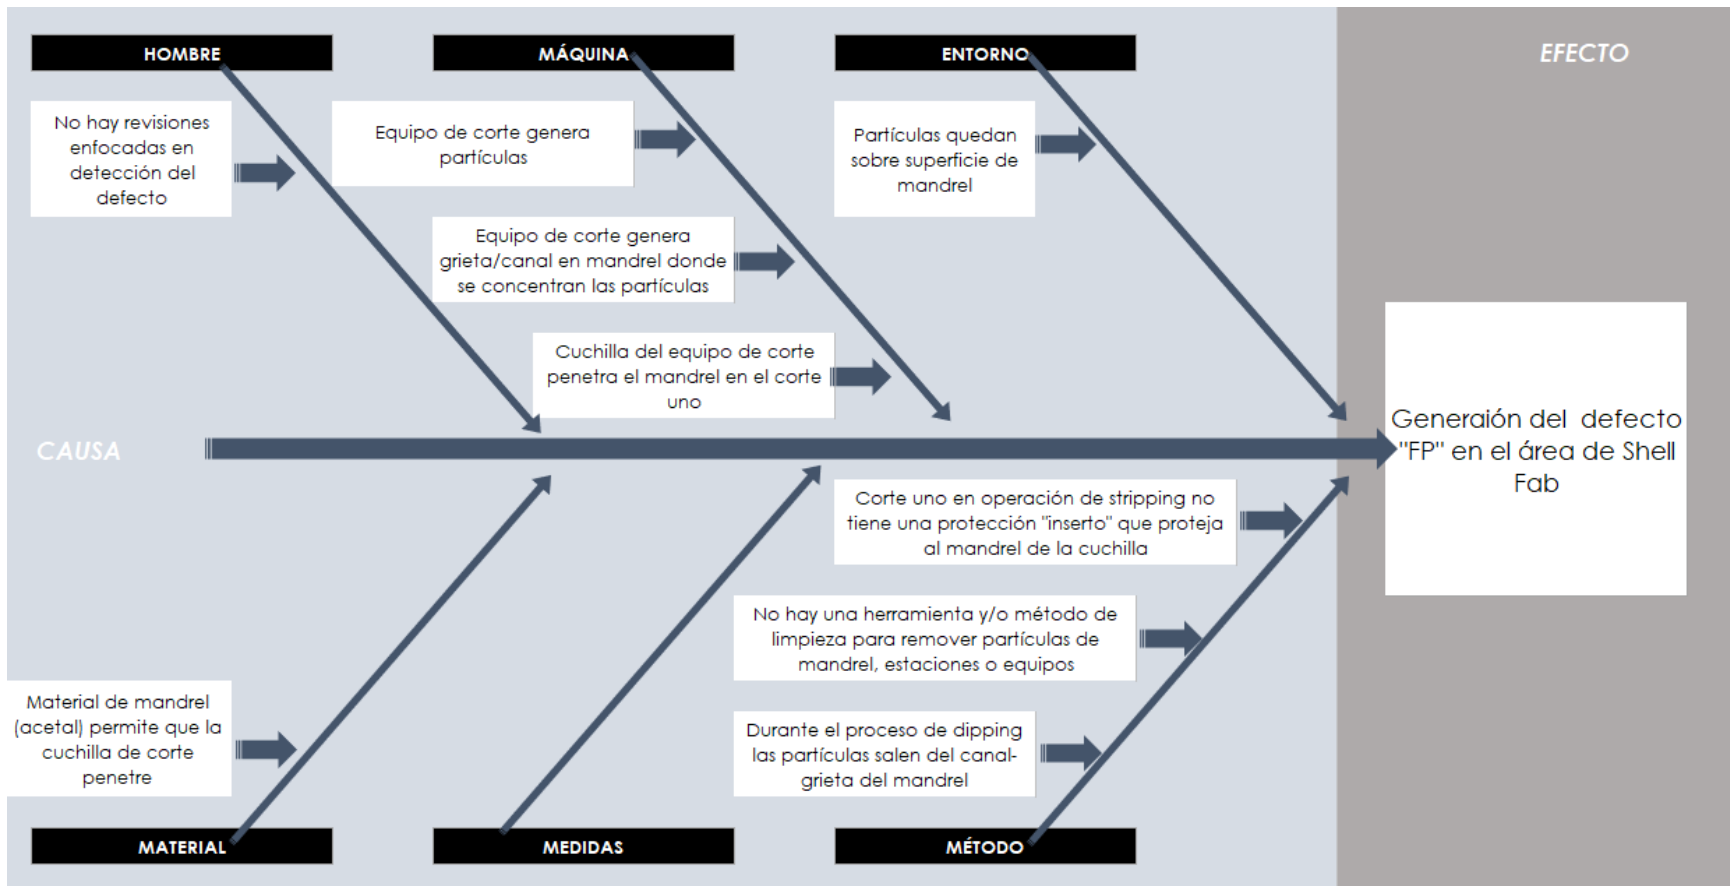 HOMBRE
MÁQUINA
ENTORNO
EFECTO
No hay revisiones
enfocadas en
detección del
defecto
Equipo de corte genera
partículas
Partículas quedan
sobre superficie de
mandrel
Equipo de corte genera
grieta/canal en mandrel donde
se concentran las partículas
Cuchilla del equipo de corte
penetra el mandrel en el corte
uno
CAUSA
Generaión del defecto
"FP" en el área de Shell
Fab
Corte uno en operación de stripping no
tiene una protección "inserto" que proteja
al mandrel de la cuchilla
No hay una herramienta y/o método de
limpieza para remover partículas de
mandrel, estaciones o equipos
Material de mandrel
(acetal) permite que la
cuchilla de corte
penetre
Durante el proceso de dipping
las partículas salen del canal-
grieta del mandrel
MATERIAL
MEDIDAS
MÉTODO